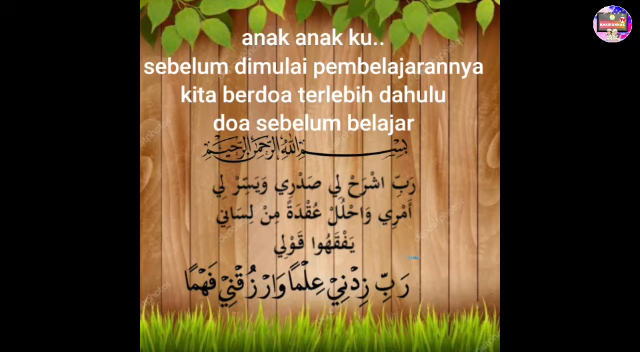 anak anak ku..
sebelum dimulai pembelajarannya
kita berdoa terlebih dahulu
doa sebelum belajar
بِسْمِ اللهِ الرَّحْمٰنِ الرَّحِيْمِ
رَبِّ اشْرَحْ لِي صَدْرِي وَيَسِّرْ لِي
أَمْرِي وَاحْلُلْ عُقْدَةً مِنْ لِسَانِي
يَفْقَهُوا قَوْلِي
رَبِّ زِدْنِيْ عِلْمًا وَارْزُقْنِيْ فَهْمًا